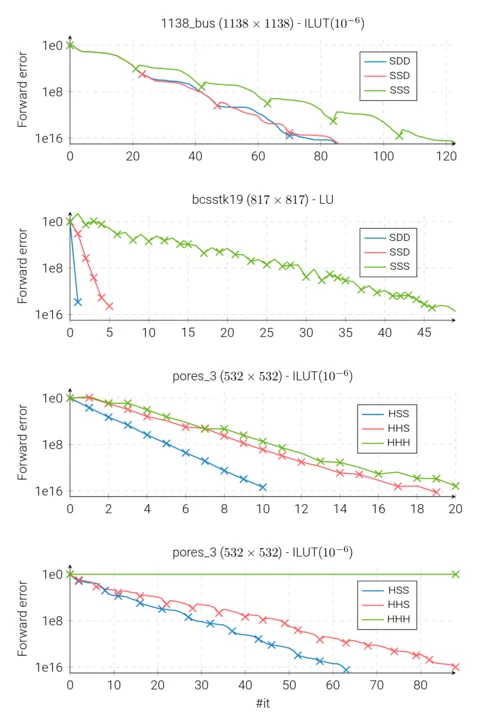 1138_bus (1138 × 1138) - ILUT(10⁻⁶)
Forward error
1e0
1e8
1e16
0 20 40 60 80 100 120
SDD
SSD
SSS
bcsstk19 (817 × 817) - LU
Forward error
1e0
1e8
1e16
0 5 10 15 20 25 30 35 40 45
SDD
SSD
SSS
pores_3 (532 × 532) - ILUT(10⁻⁶)
Forward error
1e0
1e8
1e16
0 2 4 6 8 10 12 14 16 18 20
HSS
HHS
HHH
pores_3 (532 × 532) - ILUT(10⁻⁶)
Forward error
1e0
1e8
1e16
0 10 20 30 40 50 60 70 80
HSS
HHS
HHH
#it